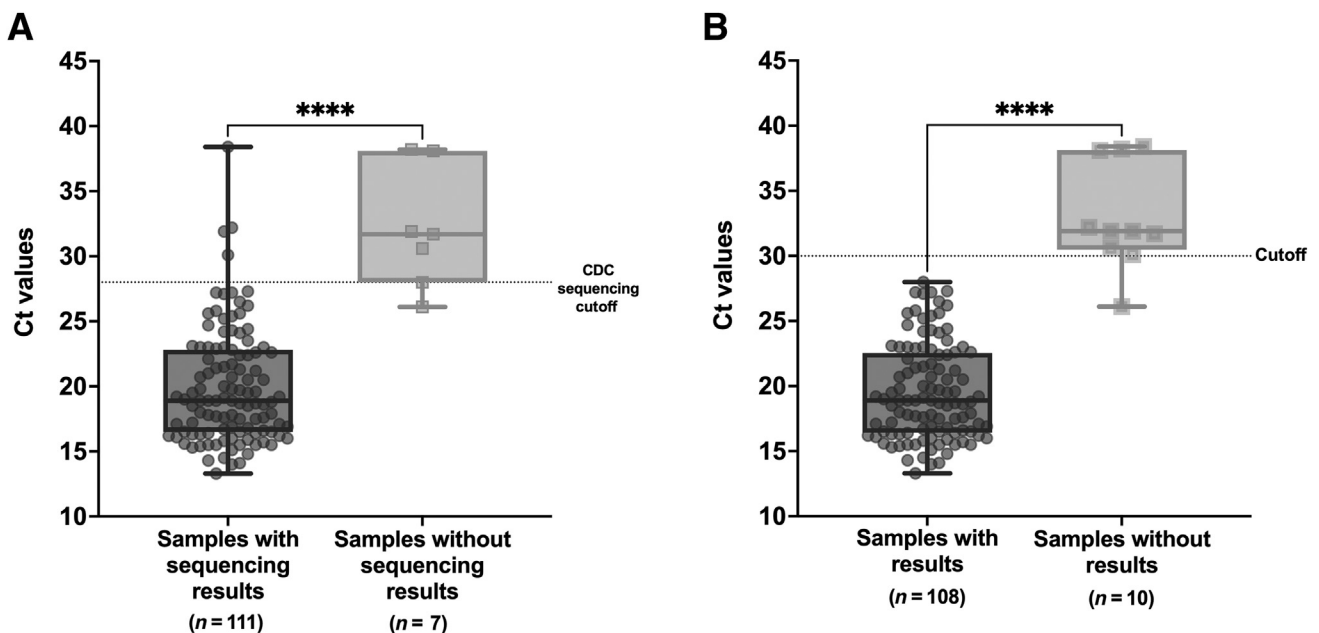 A
45
40
35
30
25
20
15
10
Ct values
****
CDC
sequencing
cutoff
Samples with
sequencing
results
(n = 111)
Samples without
sequencing
results
(n = 7)
B
45
40
35
30
25
20
15
10
Ct values
****
Cutoff
Samples with
results
(n = 108)
Samples without
results
(n = 10)